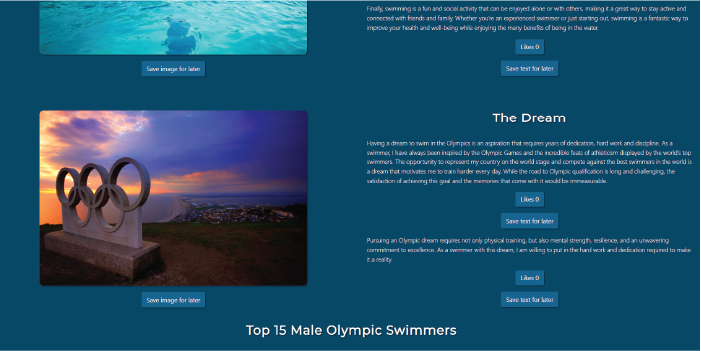 Finally, swimming is a fun and social activity that can be enjoyed alone or with others, making it a great way to stay active and
connected with friends and family. Whether you're an experienced swimmer or just starting out, swimming is a fantastic way to
improve your health and well-being while enjoying the many benefits of being in the water.
Likes 0
Save image for later
Save text for later
The Dream
Having a dream to swim in the Olympics is an aspiration that requires years of dedication, hard work and discipline. As a
swimmer, I have always been inspired by the Olympic Games and the incredible feats of athleticism displayed by the world's top
swimmers. The opportunity to represent my country on the world stage and compete against the best swimmers in the world is
a dream that motivates me to train harder every day. While the road to Olympic qualification is long and challenging, the
satisfaction of achieving this goal and the memories that come with it would be immeasurable.
Likes 0
Save text for later
Pursuing an Olympic dream requires not only physical training, but also mental strength, resilience, and an unwavering
commitment to excellence. As a swimmer with this dream, I am willing to put in the hard work and dedication required to make
it a reality.
Likes 0
Save image for later
Save text for later
Top 15 Male Olympic Swimmers